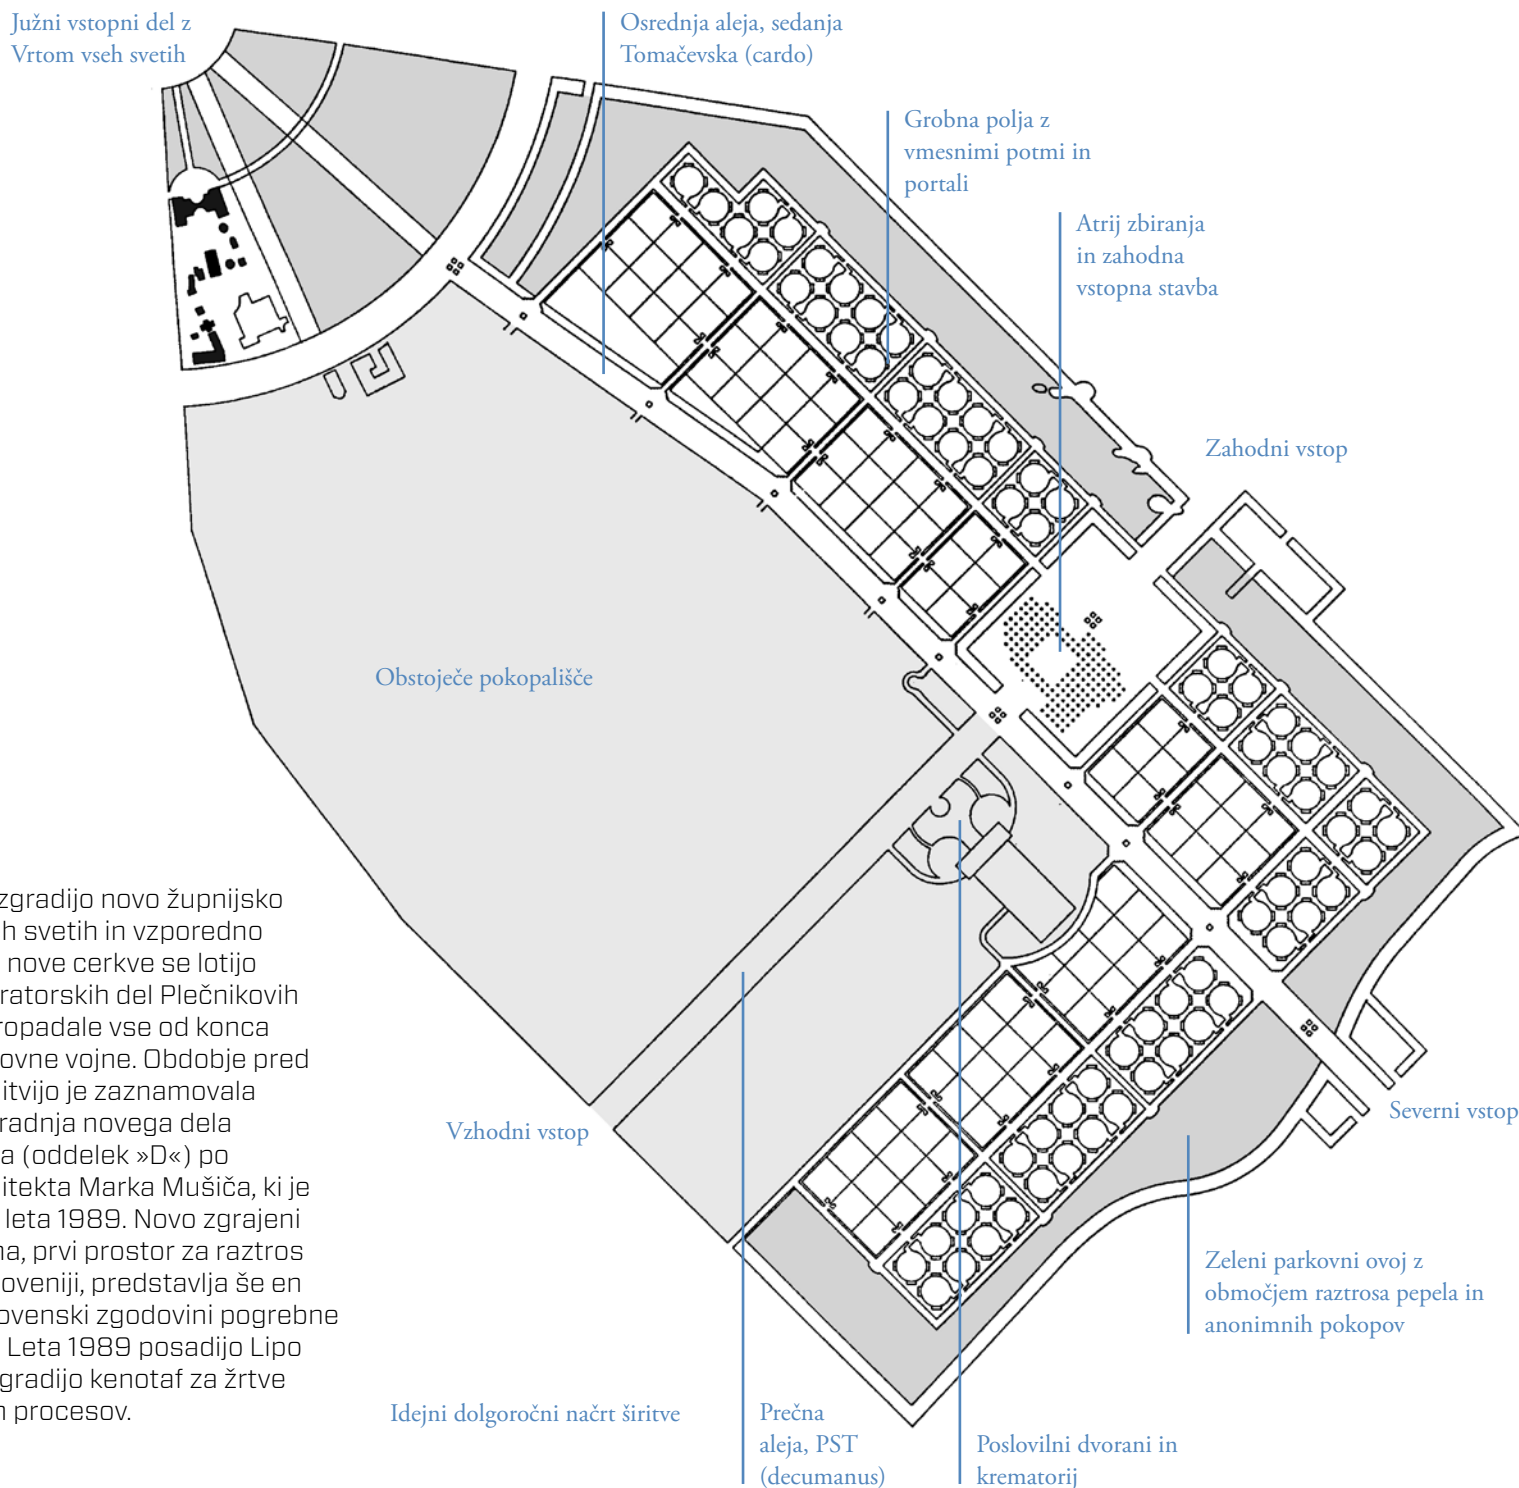 Južni vstopni del z
Vrtom vseh svetih
Osrednja aleja, sedanja
Tomačevska (cardo)
Grobna polja z
vmesnimi potmi in
portali
Atrij zbiranja
in zahodna
vstopna stavba
Zahodni vstop
Obstoječe pokopališče
zgradijo novo župnijsko
h svetih in vzporedno
nove cerkve se lotijo
ratorskih del Plečnikovih
ropadale vse od konca
ovne vojne. Obdobje pred
itvijo je zaznamovala
radnja novega dela
a (oddelek »D«) po
itekta Marka Mušiča, ki je
leta 1989. Novo zgrajeni
na, prvi prostor za raztros
oveniji, predstavlja še en
ovenski zgodovini pogrebne
Leta 1989 posadijo Lipo
gradijo kenotaf za žrtve
procesov.
Vzhodni vstop
Severni vstop
Zeleni parkovni ovoj z
območjem raztrosa pepela in
anonimnih pokopov
Idejni dolgoročni načrt širitve
Prečna
aleja, PST
(decumanus)
Poslovilni dvorani in
krematorij